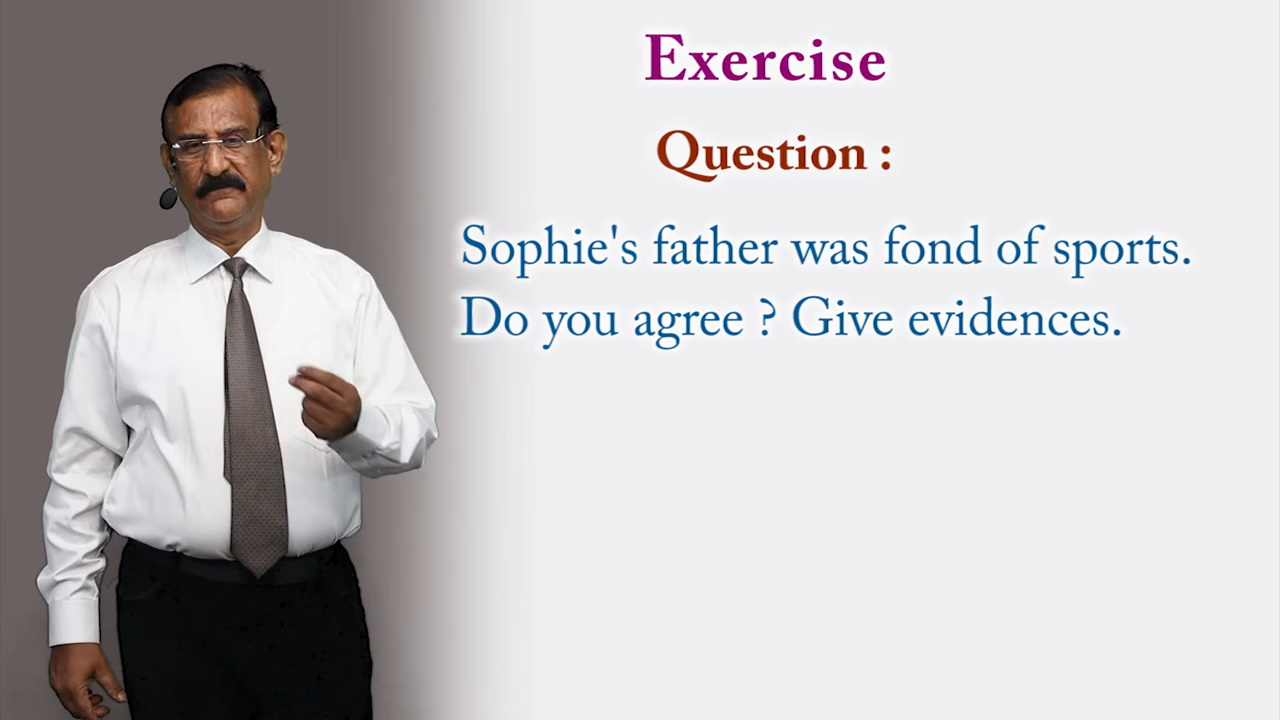 Exercise
Question :
Sophie's father was fond of sports.
Do you agree ? Give evidences.